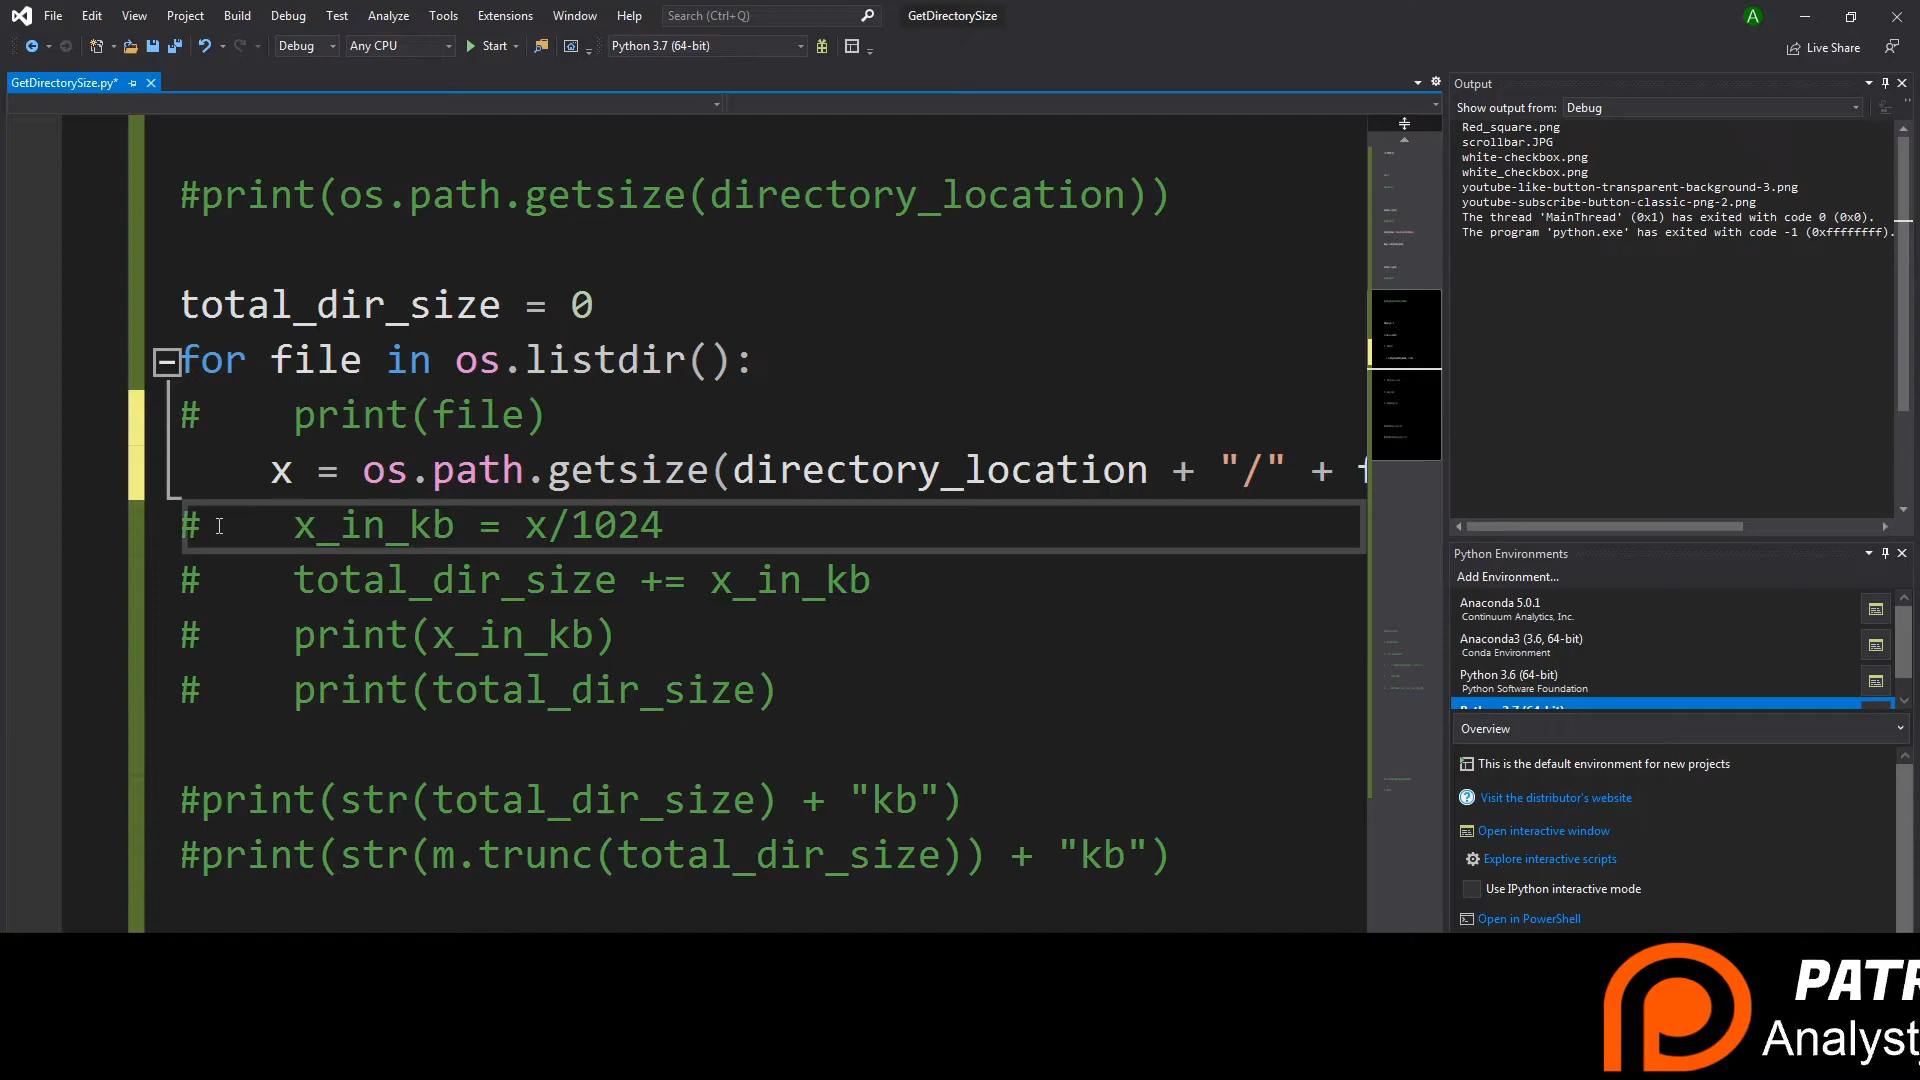 File Edit View Project Build Debug Test Analyze Tools Extensions Window Help Search (Ctrl+Q) GetDirectorySize A
Debug Any CPU Start Python 3.7 (64-bit) Live Share
GetDirectorySize.py*
#print(os.path.getsize(directory_location))
total_dir_size = 0
for file in os.listdir():
# print(file)
x = os.path.getsize(directory_location + "/" + f
# x_in_kb = x/1024
# total_dir_size += x_in_kb
# print(x_in_kb)
# print(total_dir_size)
#print(str(total_dir_size) + "kb")
#print(str(m.trunc(total_dir_size)) + "kb")
Output
Show output from: Debug
Red_square.png
scrollbar.JPG
white-checkbox.png
white_checkbox.png
youtube-like-button-transparent-background-3.png
youtube-subscribe-button-classic-png-2.png
The thread 'MainThread' (0x1) has exited with code 0 (0x0).
The program 'python.exe' has exited with code -1 (0xffffffff).
Python Environments
Add Environment...
Anaconda 5.0.1
Continuum Analytics, Inc.
Anaconda3 (3.6, 64-bit)
Conda Environment
Python 3.6 (64-bit)
Python Software Foundation
Python 3.7 (64-bit)
Overview
This is the default environment for new projects
Visit the distributor's website
Open interactive window
Explore interactive scripts
Use IPython interactive mode
Open in PowerShell
PATR
Analyst